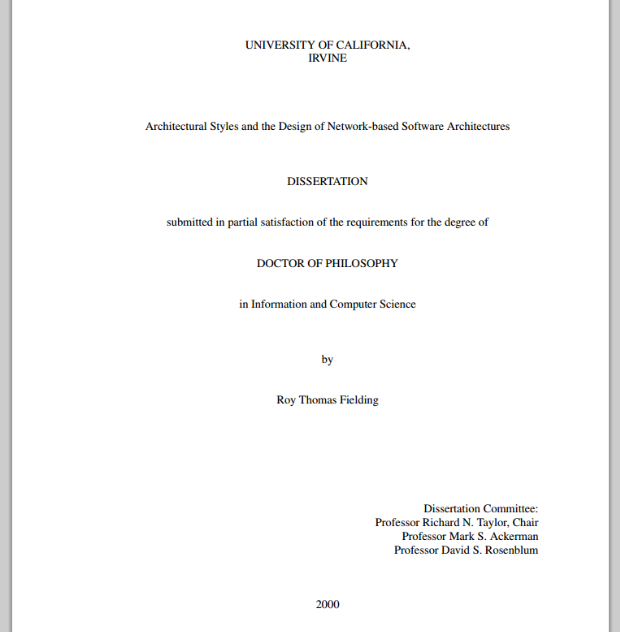 UNIVERSITY OF CALIFORNIA,
IRVINE
Architectural Styles and the Design of Network-based Software Architectures
DISSERTATION
submitted in partial satisfaction of the requirements for the degree of
DOCTOR OF PHILOSOPHY
in Information and Computer Science
by
Roy Thomas Fielding
Dissertation Committee:
Professor Richard N. Taylor, Chair
Professor Mark S. Ackerman
Professor David S. Rosenblum
2000